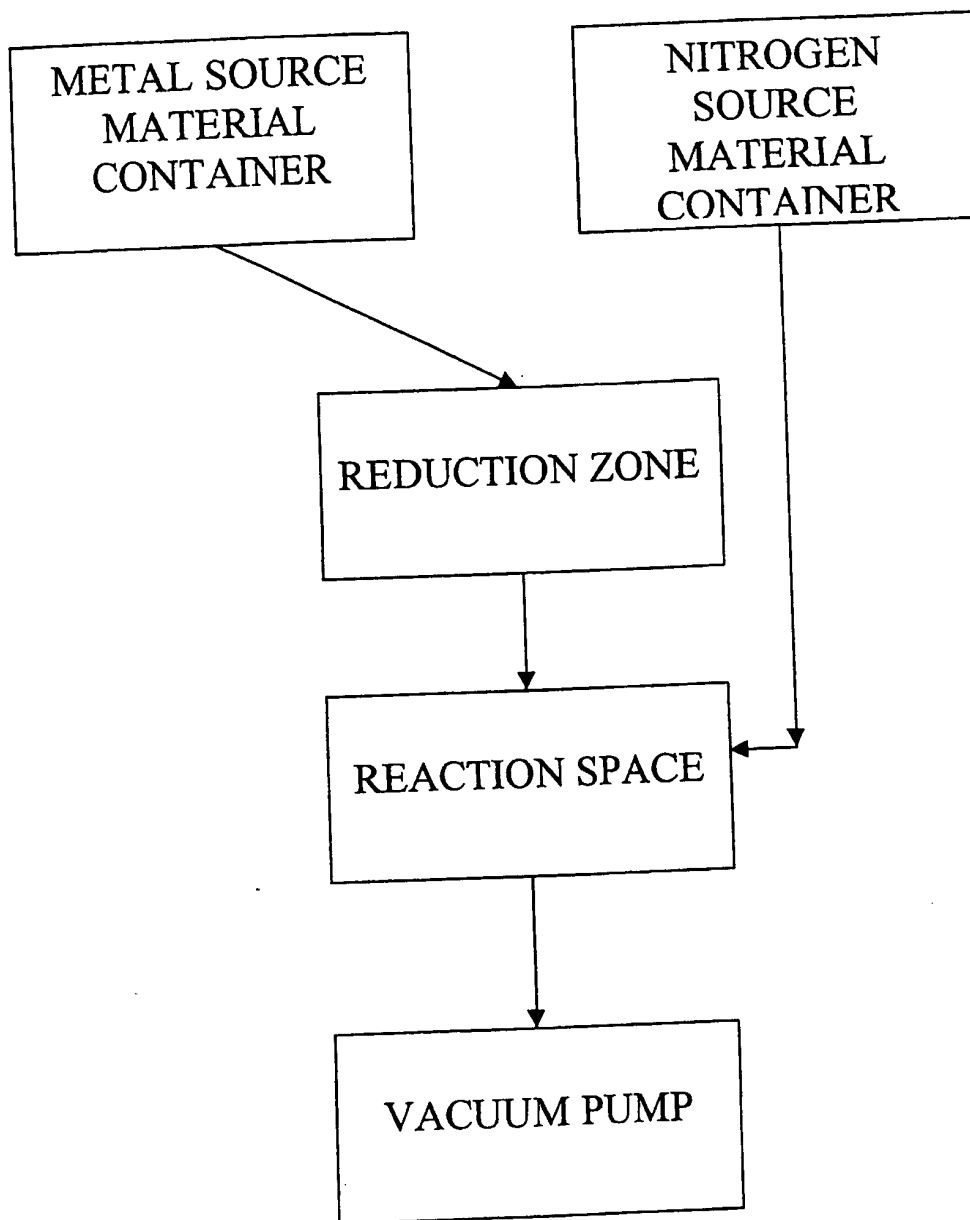 METAL SOURCE
MATERIAL
CONTAINER
NITROGEN
SOURCE
MATERIAL
CONTAINER
REDUCTION ZONE
REACTION SPACE
VACUUM PUMP